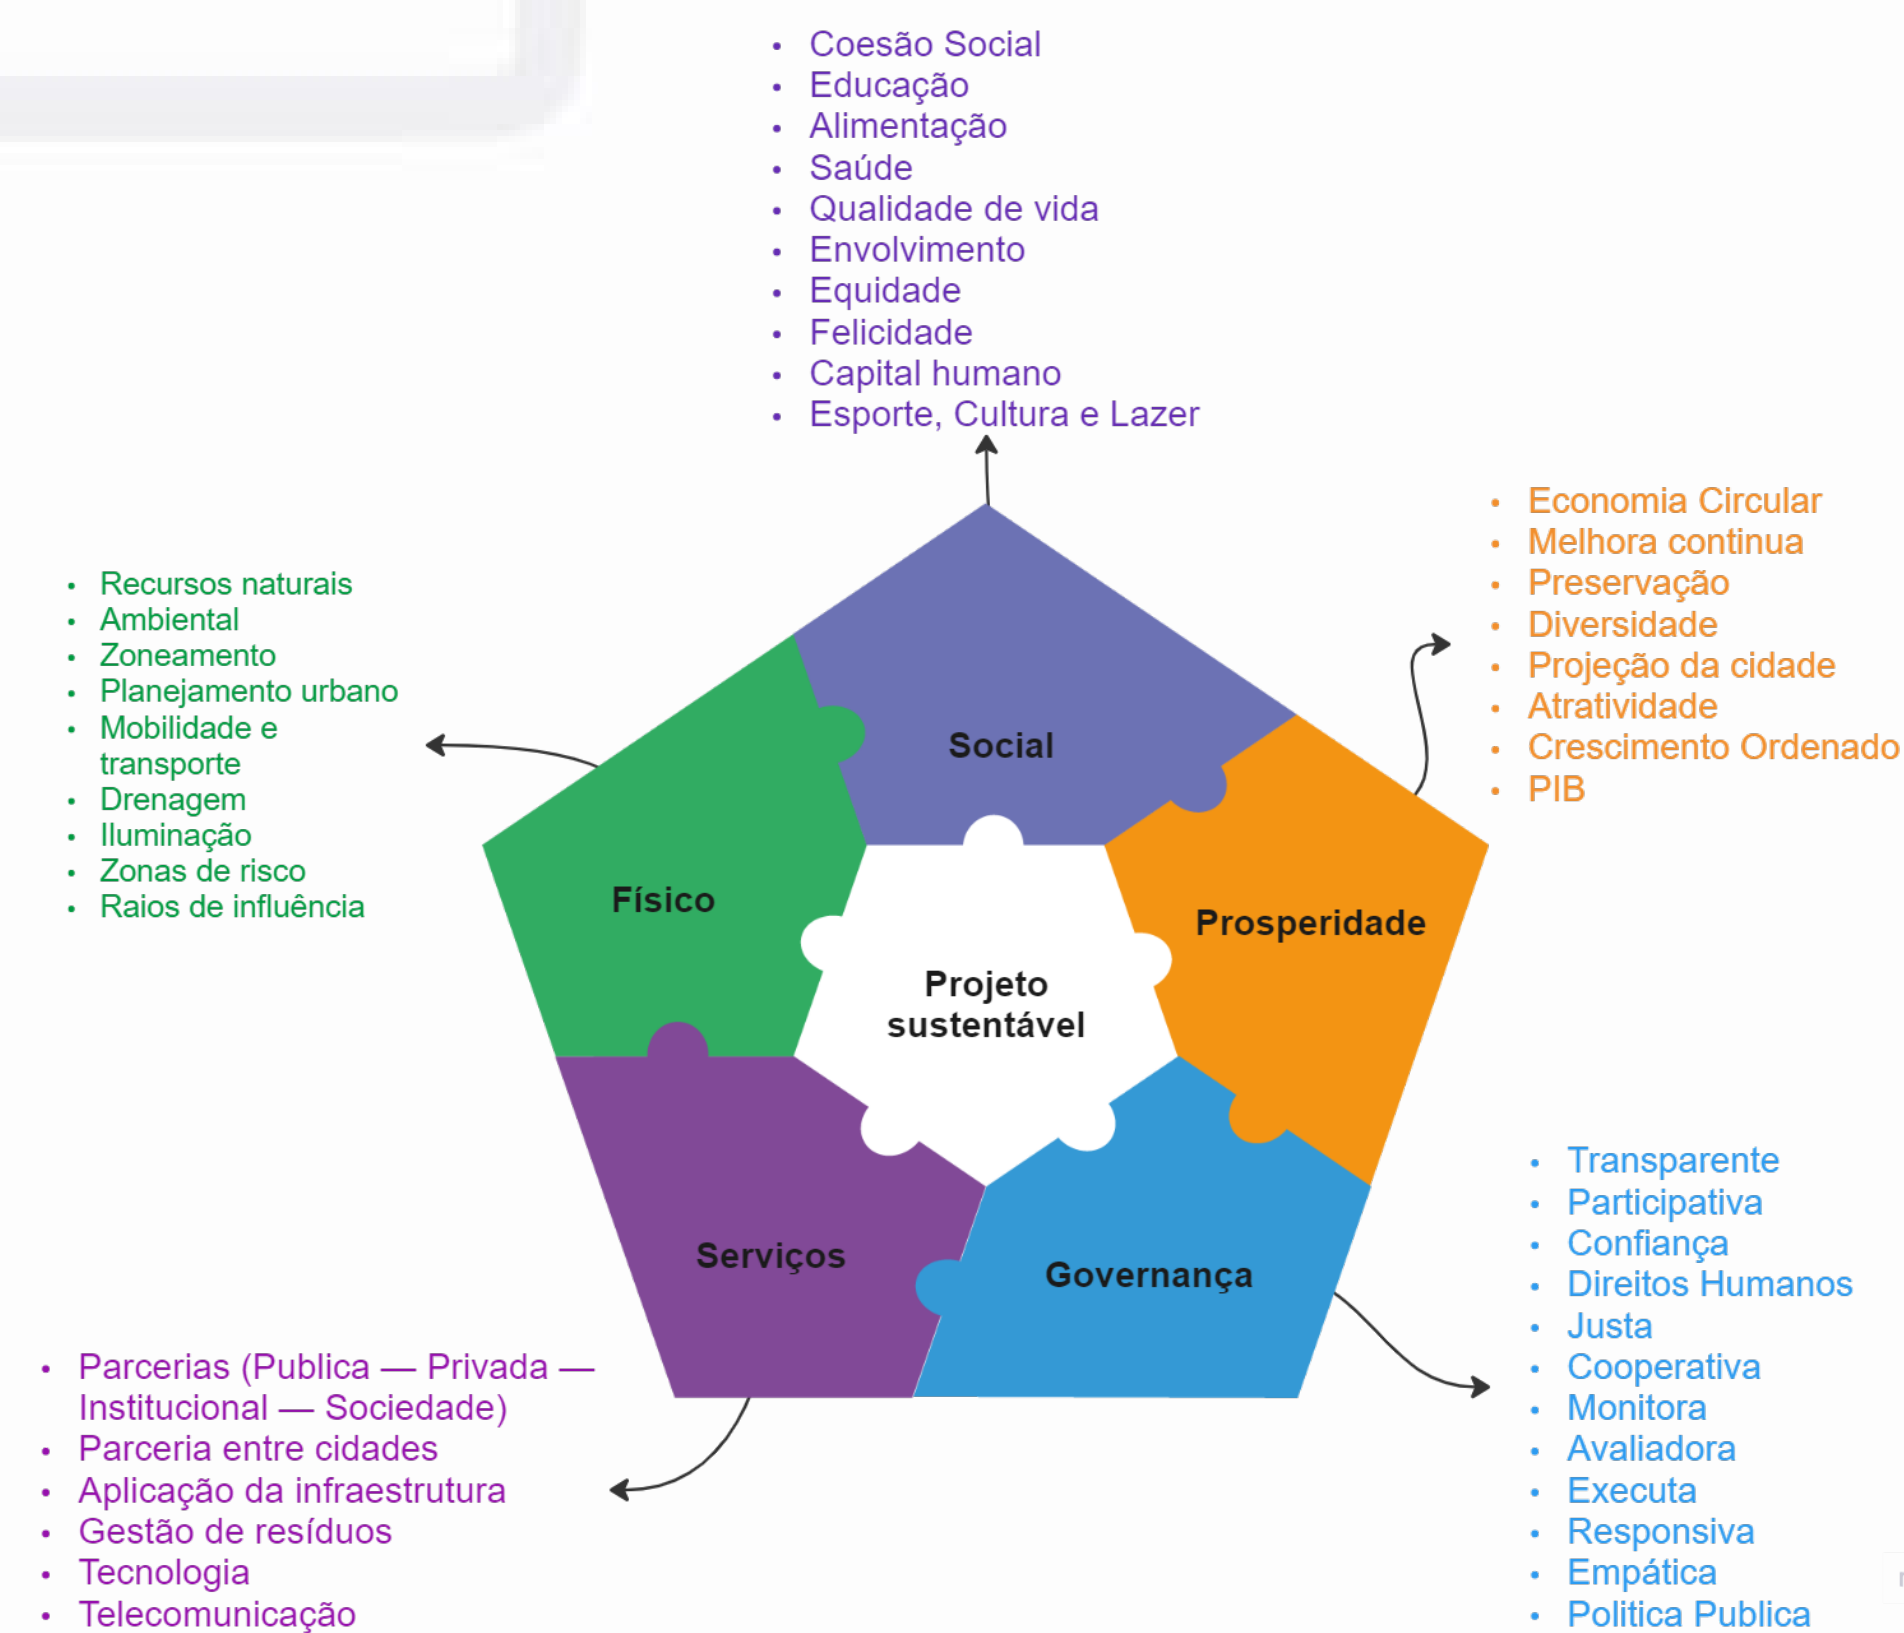 • Coesão Social
• Educação
• Alimentação
• Saúde
• Qualidade de vida
• Envolvimento
• Equidade
• Felicidade
• Capital humano
• Esporte, Cultura e Lazer
• Economia Circular
• Melhora continua
• Preservação
• Diversidade
• Projeção da cidade
• Atratividade
• Crescimento Ordenado
• PIB
• Recursos naturais
• Ambiental
• Zoneamento
• Planejamento urbano
• Mobilidade e
transporte
• Drenagem
• Iluminação
• Zonas de risco
• Raios de influência
Social
Físico
Prosperidade
Projeto
sustentável
Serviços
Governança
• Transparente
• Participativa
• Confiança
• Direitos Humanos
• Justa
• Cooperativa
• Monitora
• Avaliadora
• Executa
• Responsiva
• Empática
• Politica Publica
• Parcerias (Publica — Privada —
Institucional — Sociedade)
• Parceria entre cidades
• Aplicação da infraestrutura
• Gestão de resíduos
• Tecnologia
• Telecomunicação